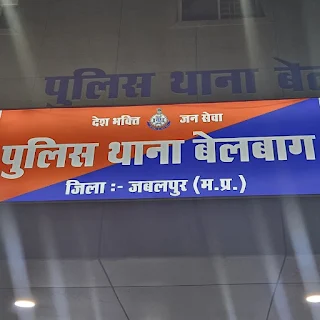 पुलिस थाना बेल
देश भक्ति जन सेवा
पुलिस थाना बेलबाग
जिला :- जबलपुर (म.प्र.)